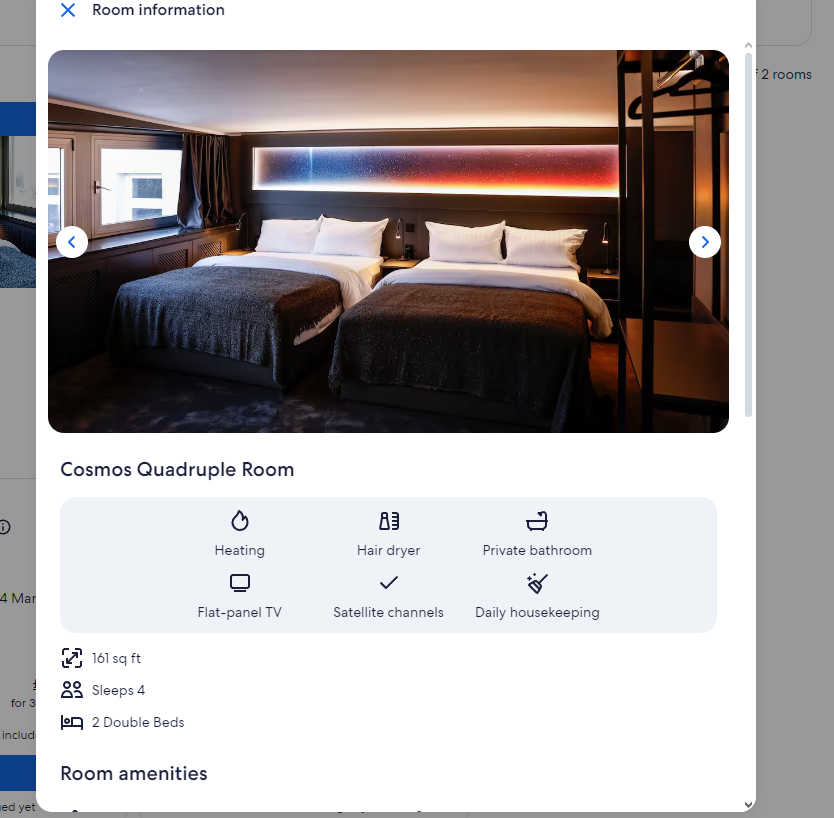 Room information
2 rooms
Cosmos Quadruple Room
Heating
Hair dryer
Private bathroom
Flat-panel TV
Satellite channels
Daily housekeeping
161 sq ft
Sleeps 4
2 Double Beds
4 Mar
for 3
includ
Room amenities
ged yet